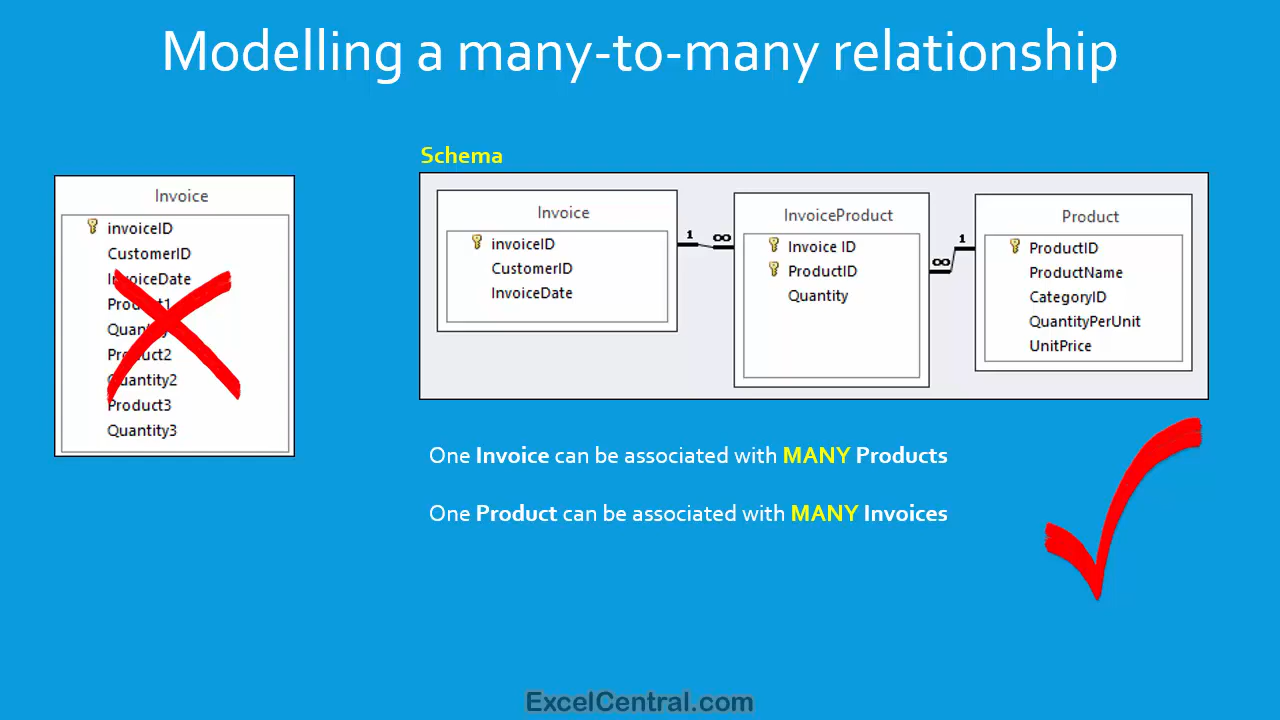 Modelling a many-to-many relationship
Invoice
invoiceID
CustomerID
InvoiceDate
Product1
Product2
Quantity2
Product3
Quantity3
Schema
Invoice
invoiceID
CustomerID
InvoiceDate
1
∞
InvoiceProduct
Invoice ID
ProductID
Quantity
∞
1
Product
ProductID
ProductName
CategoryID
QuantityPerUnit
UnitPrice
One Invoice can be associated with MANY Products
One Product can be associated with MANY Invoices
ExcelCentral.com